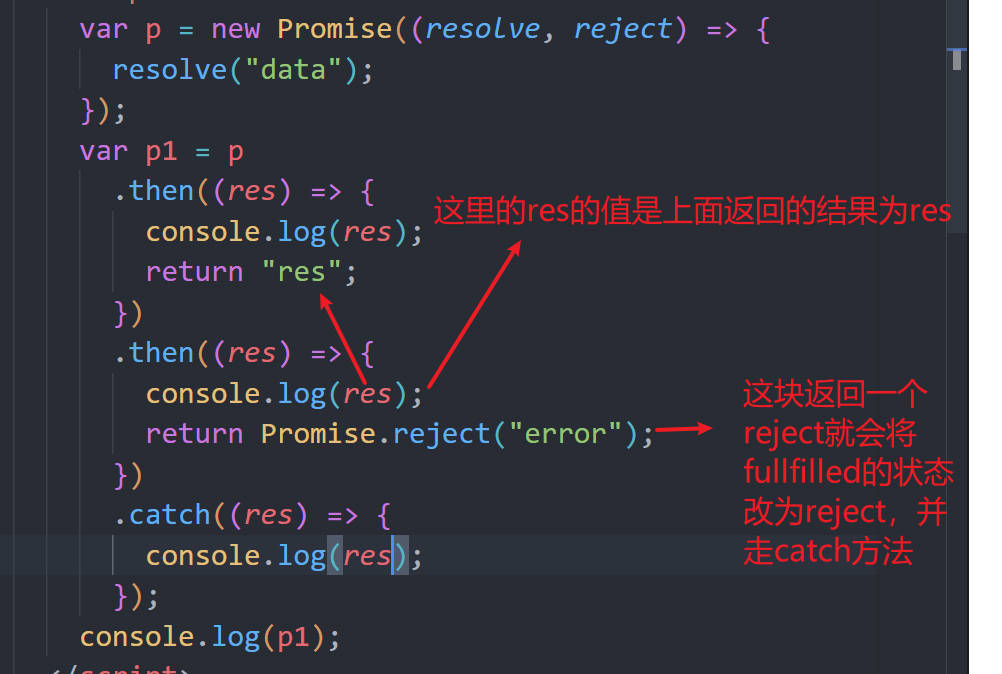 var p = new Promise((resolve, reject) => {
resolve("data");
});
var p1 = p
.then((res) => {
这里的res的值是上面返回的结果为res
console.log(res);
return "res";
})
.then((res) => {
console.log(res);
return Promise.reject("error");
这块返回一个
reject就会将
fullfilled的状态
改为reject，并
走catch方法
})
.catch((res) => {
console.log(res);
});
console.log(p1);
</script>